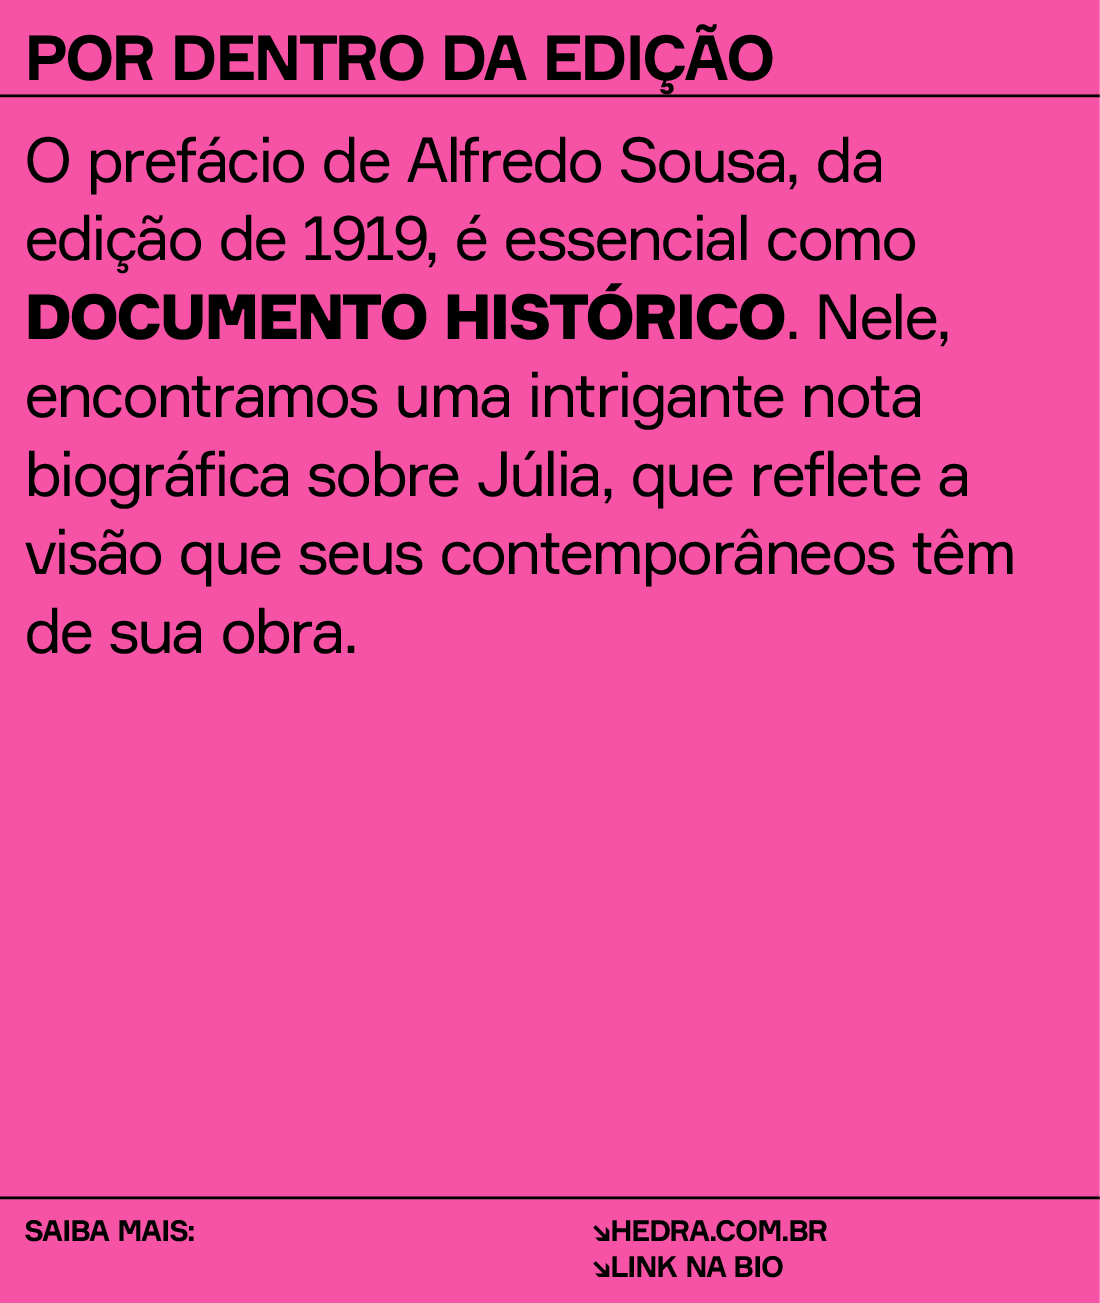 POR DENTRO DA EDIÇÃO
O prefácio de Alfredo Sousa, da
edição de 1919, é essencial como
DOCUMENTO HISTÓRICO. Nele,
encontramos uma intrigante nota
biográfica sobre Júlia, que reflete a
visão que seus contemporâneos têm
de sua obra.
SAIBA MAIS:
↘HEDRA.COM.BR
↘LINK NA BIO